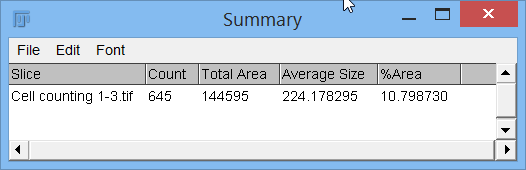 Summary
File Edit Font
Slice Count Total Area Average Size %Area
Cell counting 1-3.tif 645 144595 224.178295 10.798730